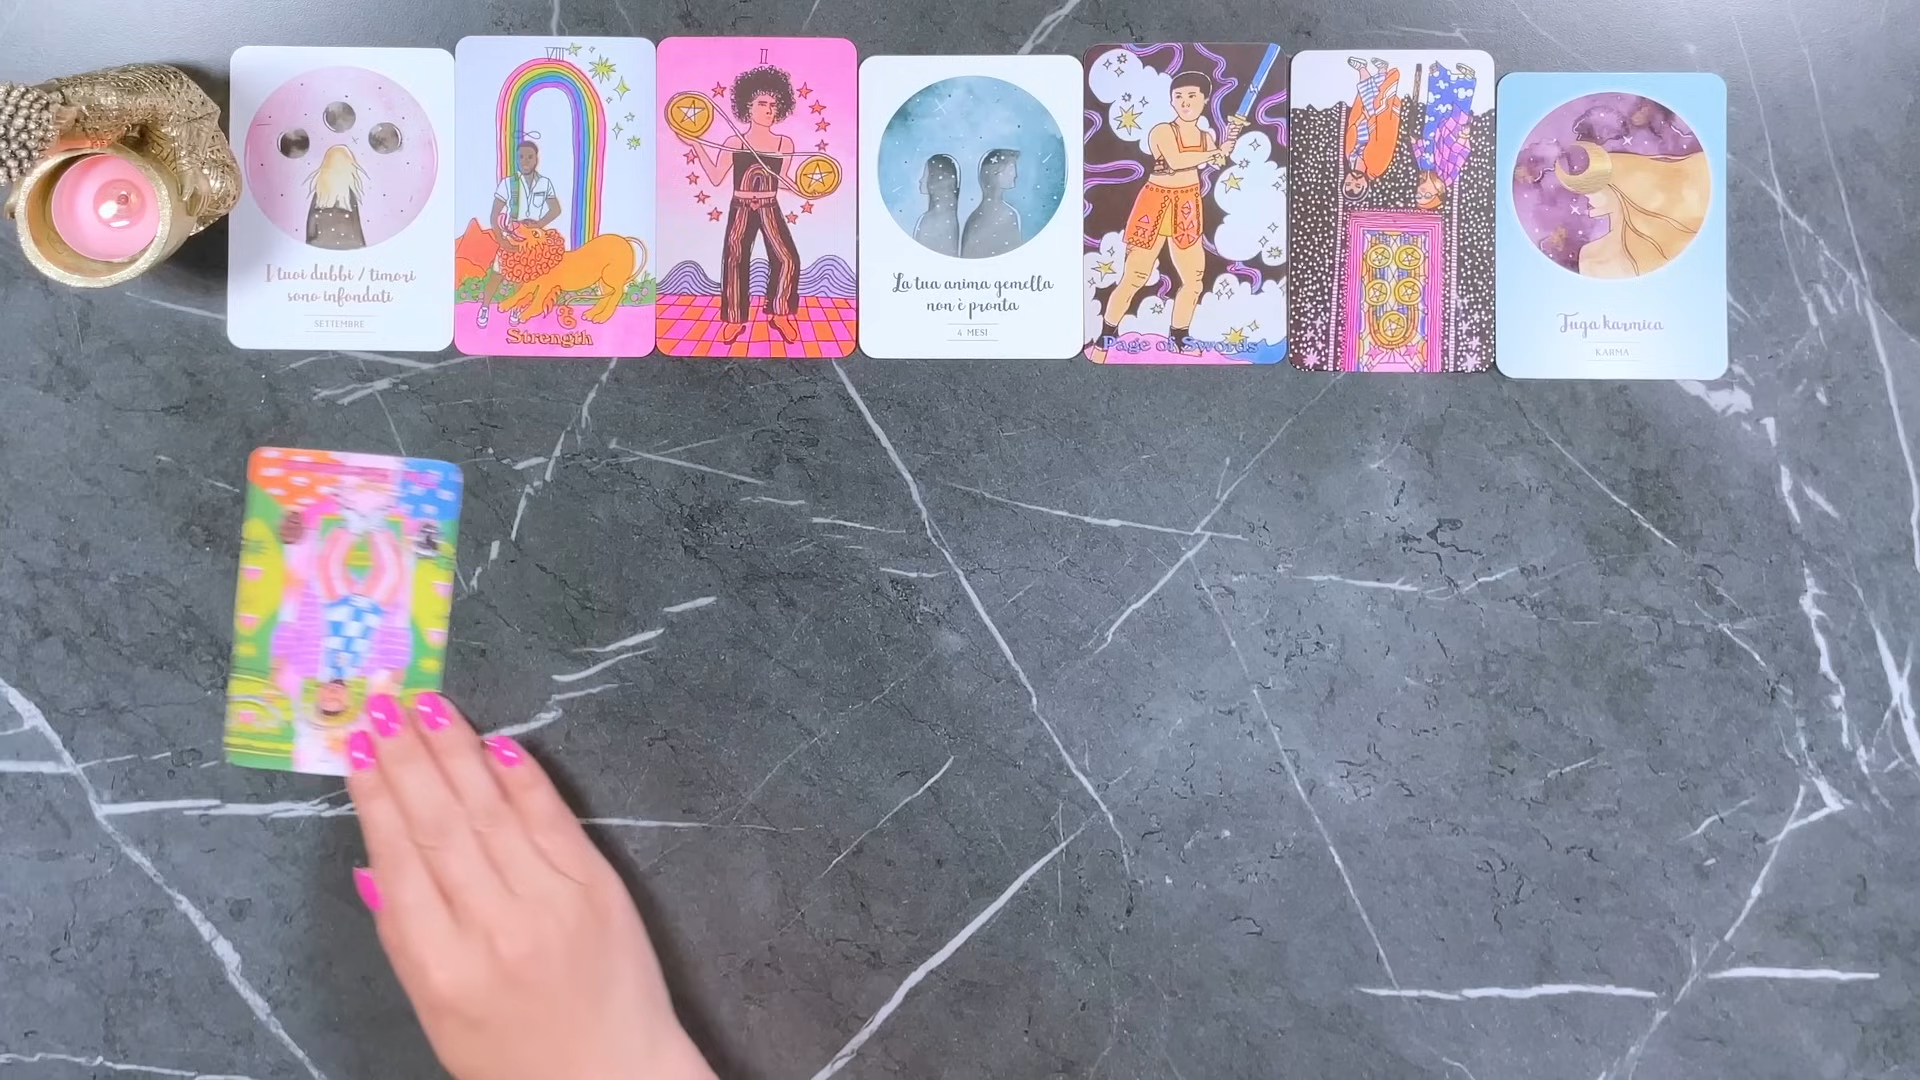 I tuoi dubbi / timori
sono infondati
SETTEMBRE
VIII
Strength
II
La tua anima gemella
non è pronta
4 MESI
Page of Swords
Fuga karmica
KARMA